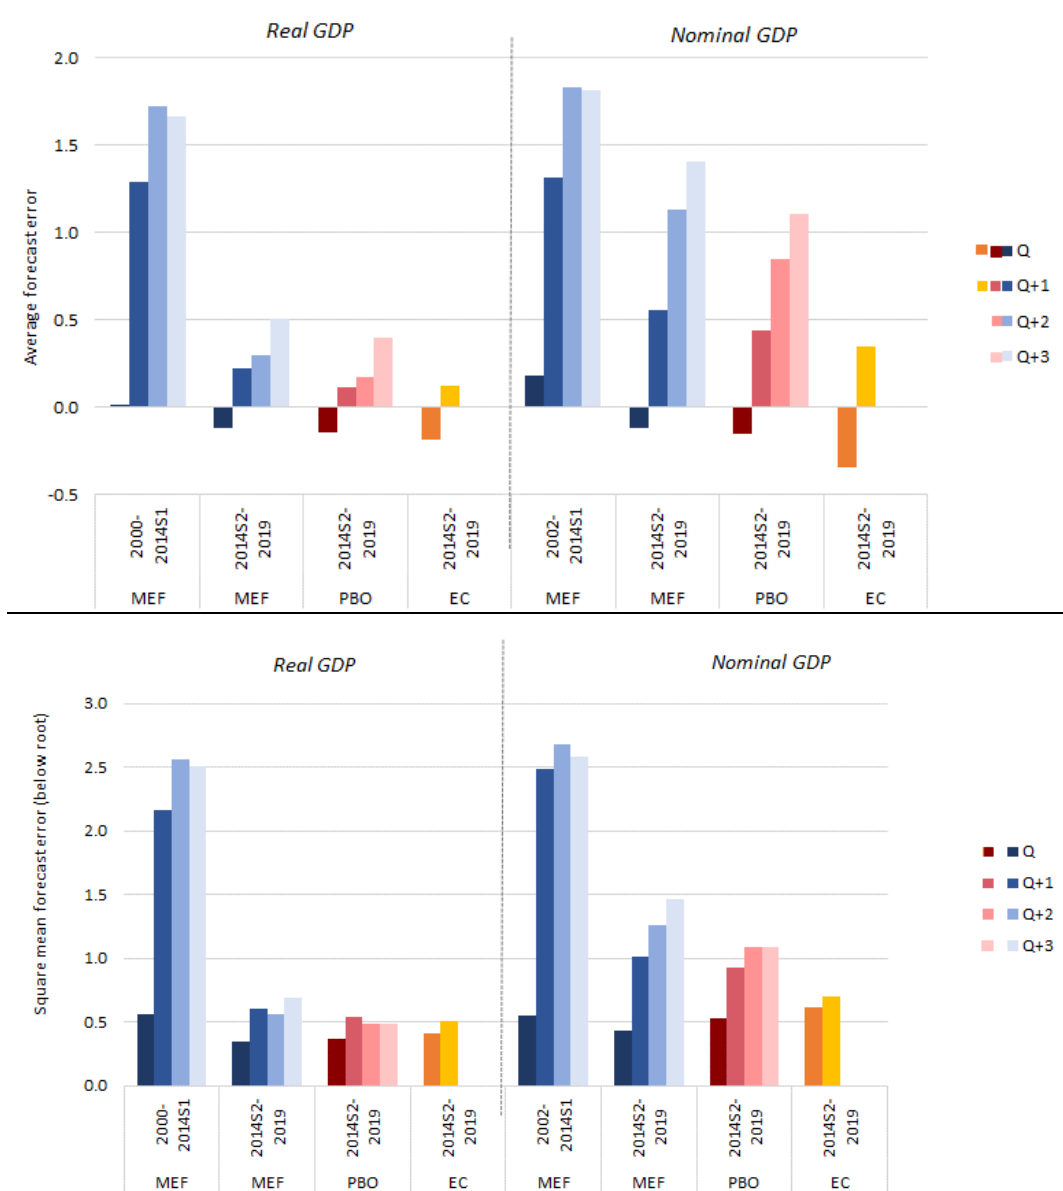 Real GDP
Nominal GDP
Average forecast error
2.0
1.5
1.0
0.5
0.0
-0.5
Q
Q+1
Q+2
Q+3
2000-
2014S1
2014S2-
2019
2014S2-
2019
2014S2-
2019
2002-
2014S1
2014S2-
2019
2014S2-
2019
2014S2-
2019
MEF
MEF
PBO
EC
MEF
MEF
PBO
EC
Real GDP
Nominal GDP
Square mean forecast error (below root)
3.0
2.5
2.0
1.5
1.0
0.5
0.0
Q
Q+1
Q+2
Q+3
2000-
2014S1
2014S2-
2019
2014S2-
2019
2014S2-
2019
2002-
2014S1
2014S2-
2019
2014S2-
2019
2014S2-
2019
MEF
MEF
PBO
EC
MEF
MEF
PBO
EC